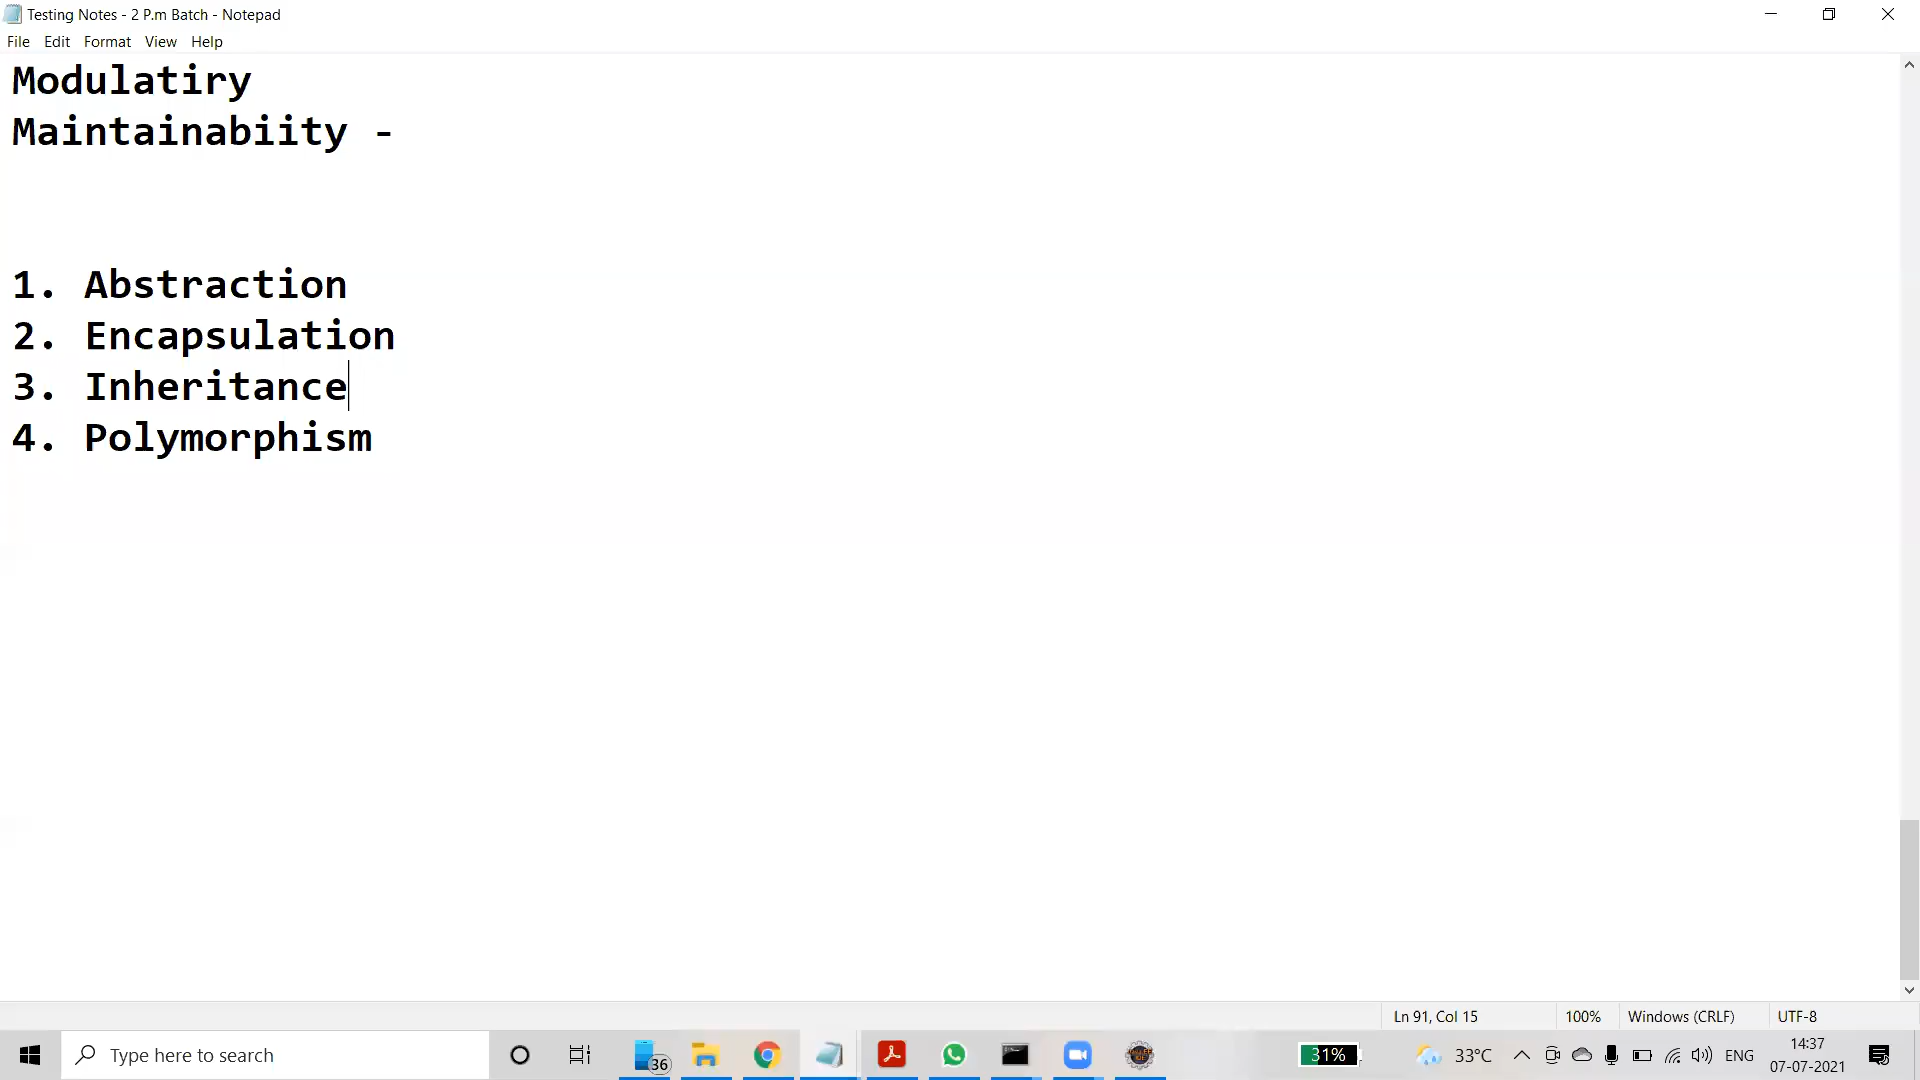 Testing Notes - 2 P.m Batch - Notepad
File Edit Format View Help
Modulatiry
Maintainabiity -
1. Abstraction
2. Encapsulation
3. Inheritance
4. Polymorphism
Ln 91, Col 15 100% Windows (CRLF) UTF-8
Type here to search
36
31%
33°C
ENG
14:37
07-07-2021